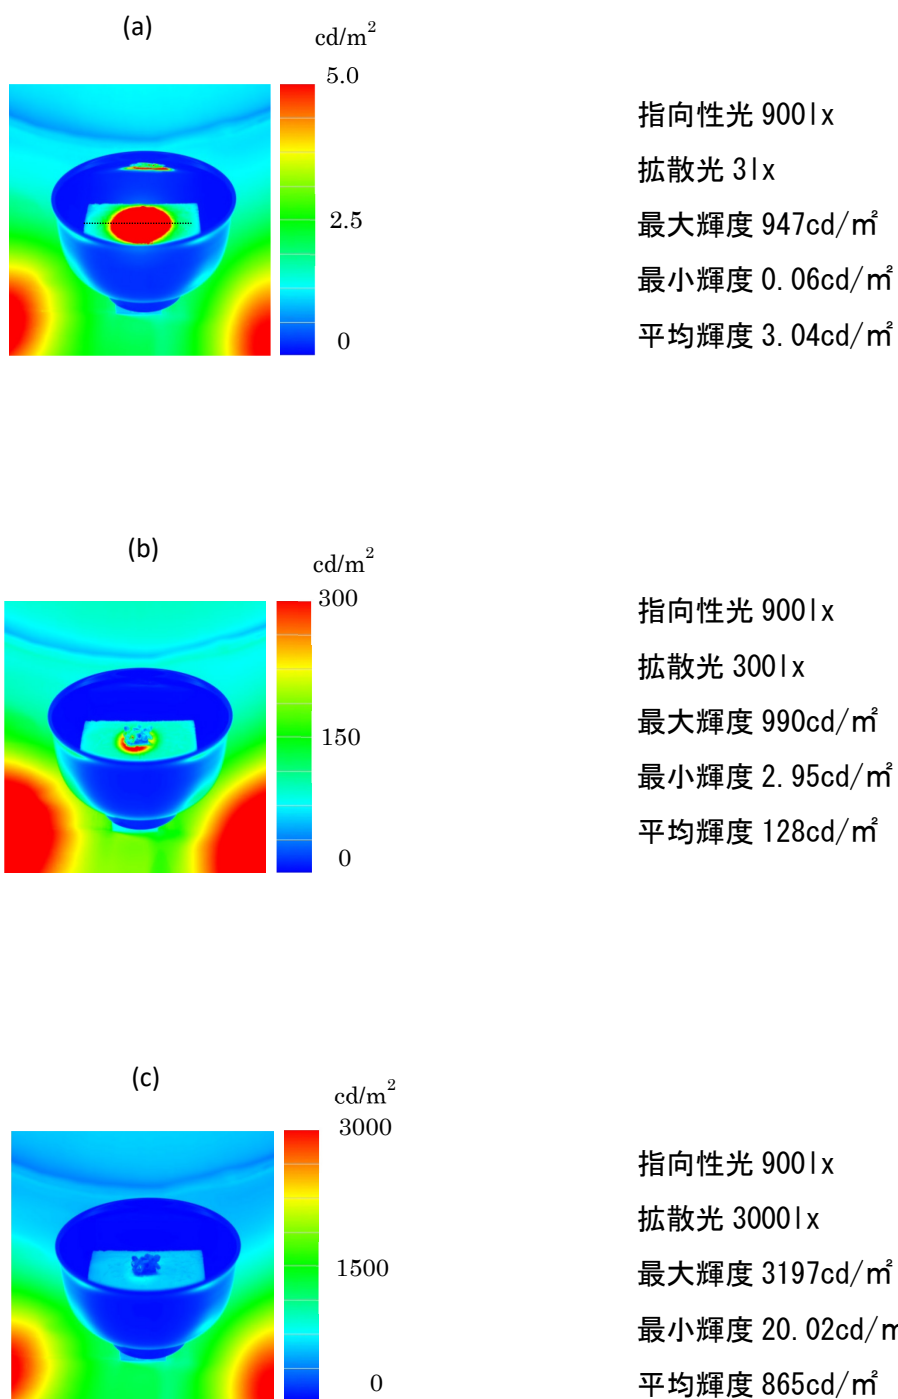 (a)
cd/m²
5.0
2.5
0
指向性光 900lx
拡散光 3lx
最大輝度 947cd/㎡
最小輝度 0.06cd/㎡
平均輝度 3.04cd/㎡
(b)
cd/m²
300
150
0
指向性光 900lx
拡散光 300lx
最大輝度 990cd/㎡
最小輝度 2.95cd/㎡
平均輝度 128cd/㎡
(c)
cd/m²
3000
1500
0
指向性光 900lx
拡散光 3000lx
最大輝度 3197cd/㎡
最小輝度 20.02cd/m
平均輝度 865cd/㎡